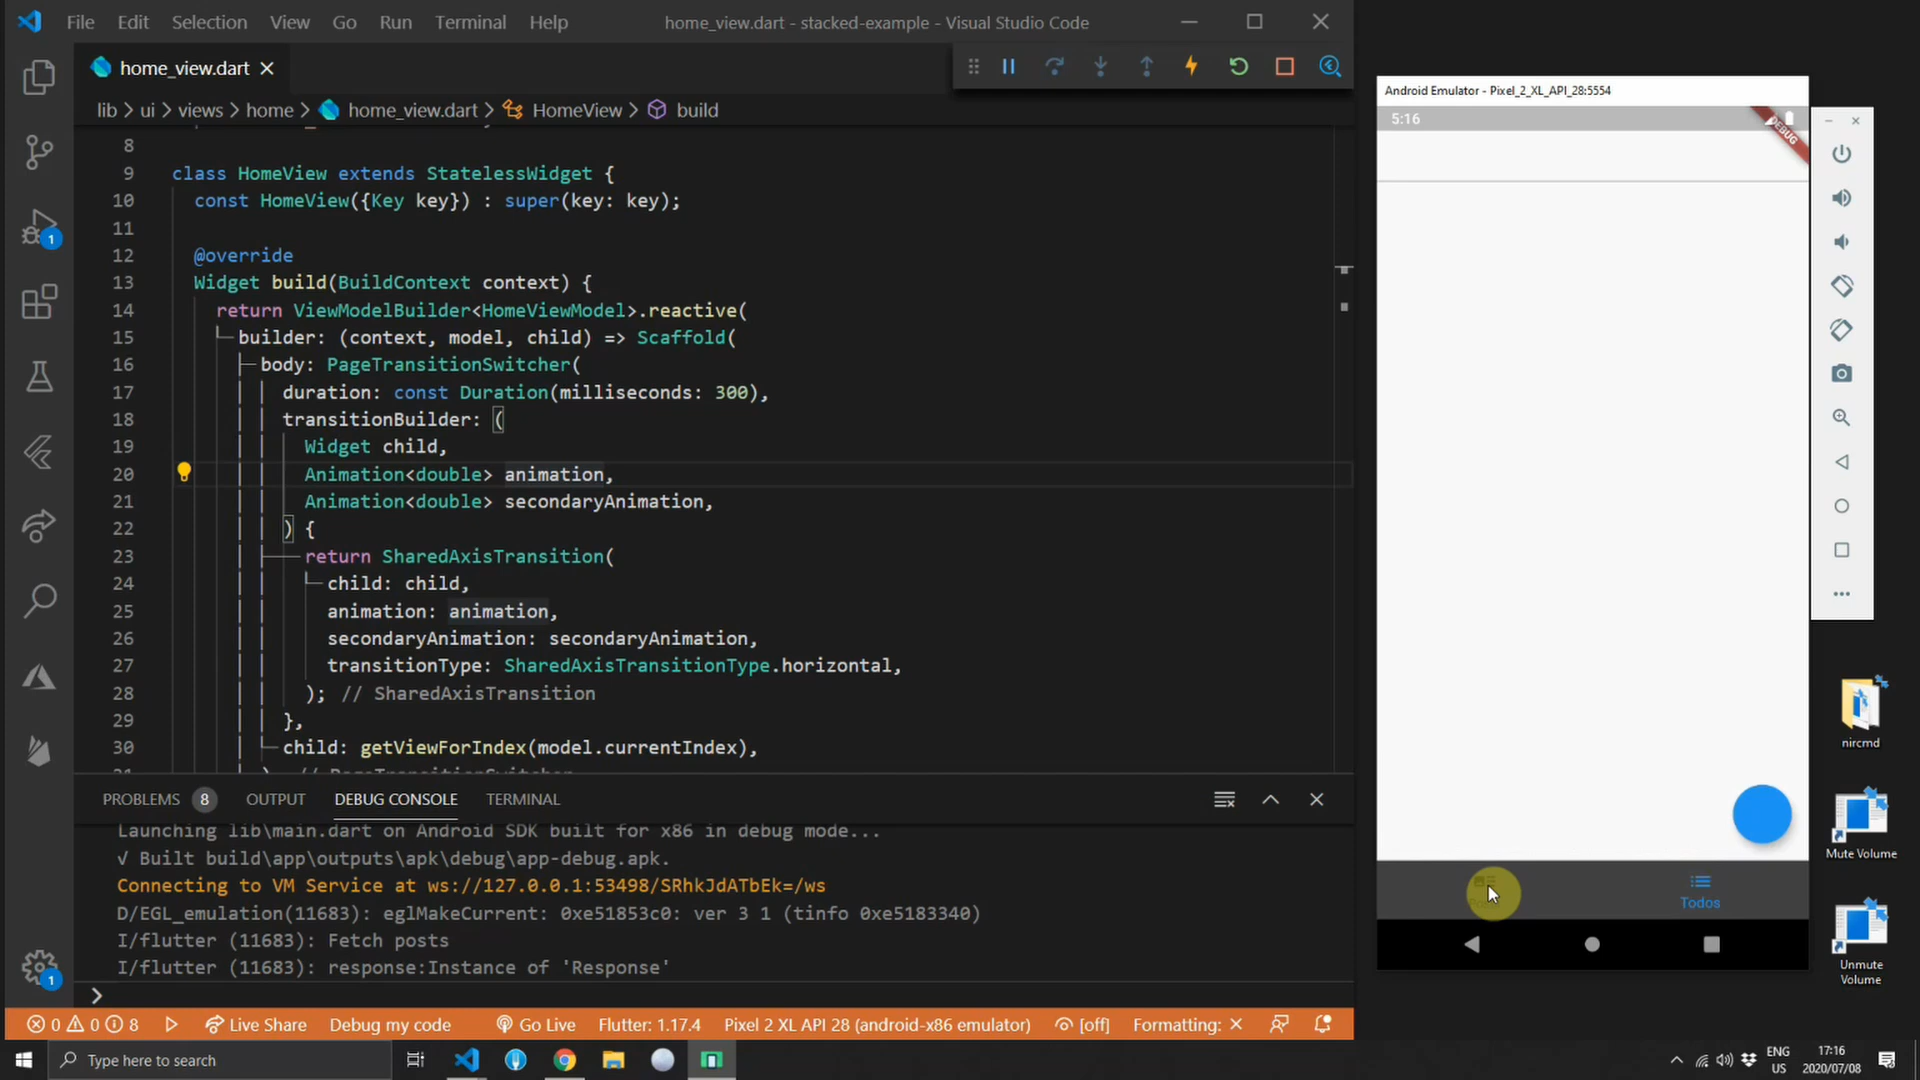 File Edit Selection View Go Run Terminal Help
home_view.dart - stacked-example - Visual Studio Code
home_view.dart
lib > ui > views > home > home_view.dart > HomeView > build
8
9 class HomeView extends StatelessWidget {
10 const HomeView({Key key}) : super(key: key);
11
12 @override
13 Widget build(BuildContext context) {
14 return ViewModelBuilder<HomeViewModel>.reactive(
15 builder: (context, model, child) => Scaffold(
16 body: PageTransitionSwitcher(
17 duration: const Duration(milliseconds: 300),
18 transitionBuilder: (
19 Widget child,
20 Animation<double> animation,
21 Animation<double> secondaryAnimation,
22 ) {
23 return SharedAxisTransition(
24 child: child,
25 animation: animation,
26 secondaryAnimation: secondaryAnimation,
27 transitionType: SharedAxisTransitionType.horizontal,
28 ); // SharedAxisTransition
29 },
30 child: getViewForIndex(model.currentIndex),
PROBLEMS 8 OUTPUT DEBUG CONSOLE TERMINAL
Launching lib\main.dart on Android SDK built for x86 in debug mode...
√ Built build\app\outputs\apk\debug\app-debug.apk.
Connecting to VM Service at ws://127.0.0.1:53498/SRhkJdATbEk=/ws
D/EGL_emulation(11683): eglMakeCurrent: 0xe51853c0: ver 3 1 (tinfo 0xe5183340)
I/flutter (11683): Fetch posts
I/flutter (11683): response:Instance of 'Response'
1
1
0 0 8 Live Share Debug my code Go Live Flutter: 1.17.4 Pixel 2 XL API 28 (android-x86 emulator) [off] Formatting: ×
Android Emulator - Pixel_2_XL_API_28:5554
5:16
DEBUG
Todos
nircmd
Mute Volume
Unmute
Volume
Type here to search
ENG
US
17:16
2020/07/08